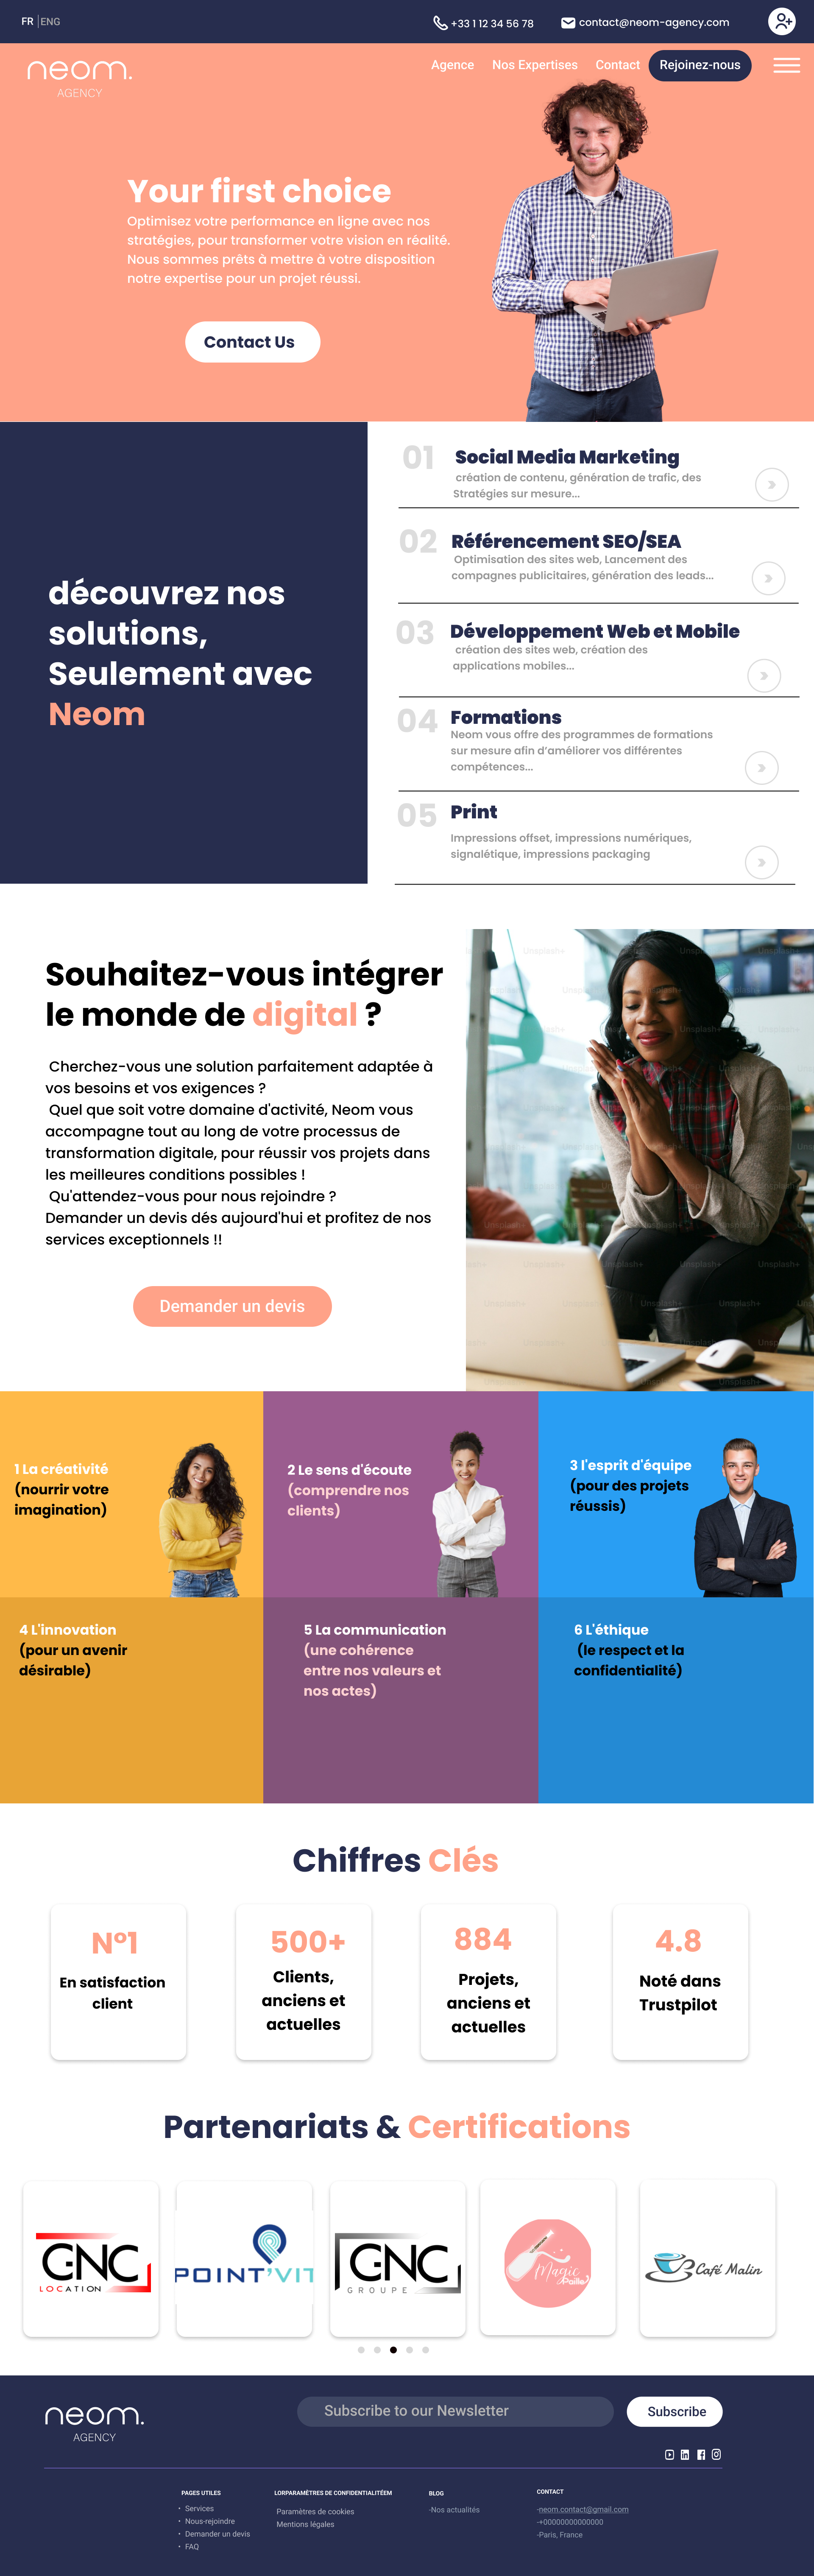 FR | ENG
+33 1 12 34 56 78
contact@neom-agency.com
neom.
AGENCY
Agence
Nos Expertises
Contact
Rejoinez-nous
Your first choice
Optimisez votre performance en ligne avec nos
stratégies, pour transformer votre vision en réalité.
Nous sommes prêts à mettre à votre disposition
notre expertise pour un projet réussi.
Contact Us
découvrez nos
solutions,
Seulement avec
Neom
01
Social Media Marketing
création de contenu, génération de trafic, des
Stratégies sur mesure...
02
Référencement SEO/SEA
Optimisation des sites web, Lancement des
compagnes publicitaires, génération des leads...
03
Développement Web et Mobile
création des sites web, création des
applications mobiles...
04
Formations
Neom vous offre des programmes de formations
sur mesure afin d’améliorer vos différentes
compétences...
05
Print
Impressions offset, impressions numériques,
signalétique, impressions packaging
Souhaitez-vous intégrer
le monde de digital ?
Cherchez-vous une solution parfaitement adaptée à
vos besoins et vos exigences ?
Quel que soit votre domaine d'activité, Neom vous
accompagne tout au long de votre processus de
transformation digitale, pour réussir vos projets dans
les meilleures conditions possibles !
Qu'attendez-vous pour nous rejoindre ?
Demander un devis dés aujourd'hui et profitez de nos
services exceptionnels !!
Demander un devis
1 La créativité
(nourrir votre
imagination)
2 Le sens d'écoute
(comprendre nos
clients)
3 l'esprit d'équipe
(pour des projets
réussis)
4 L'innovation
(pour un avenir
désirable)
5 La communication
(une cohérence
entre nos valeurs et
nos actes)
6 L'éthique
(le respect et la
confidentialité)
Chiffres Clés
N°1
En satisfaction
client
500+
Clients,
anciens et
actuelles
884
Projets,
anciens et
actuelles
4.8
Noté dans
Trustpilot
Partenariats & Certifications
GNC
LOCATION
POINT'VIT
GNC
GROUPE
Magic
Paille
Café Malin
neom.
AGENCY
Subscribe to our Newsletter
Subscribe
PAGES UTILES
• Services
• Nous-rejoindre
• Demander un devis
• FAQ
LORPARAMÈTRES DE CONFIDENTIALITÉEM
Paramètres de cookies
Mentions légales
BLOG
-Nos actualités
CONTACT
-neom.contact@gmail.com
-+00000000000000
-Paris, France